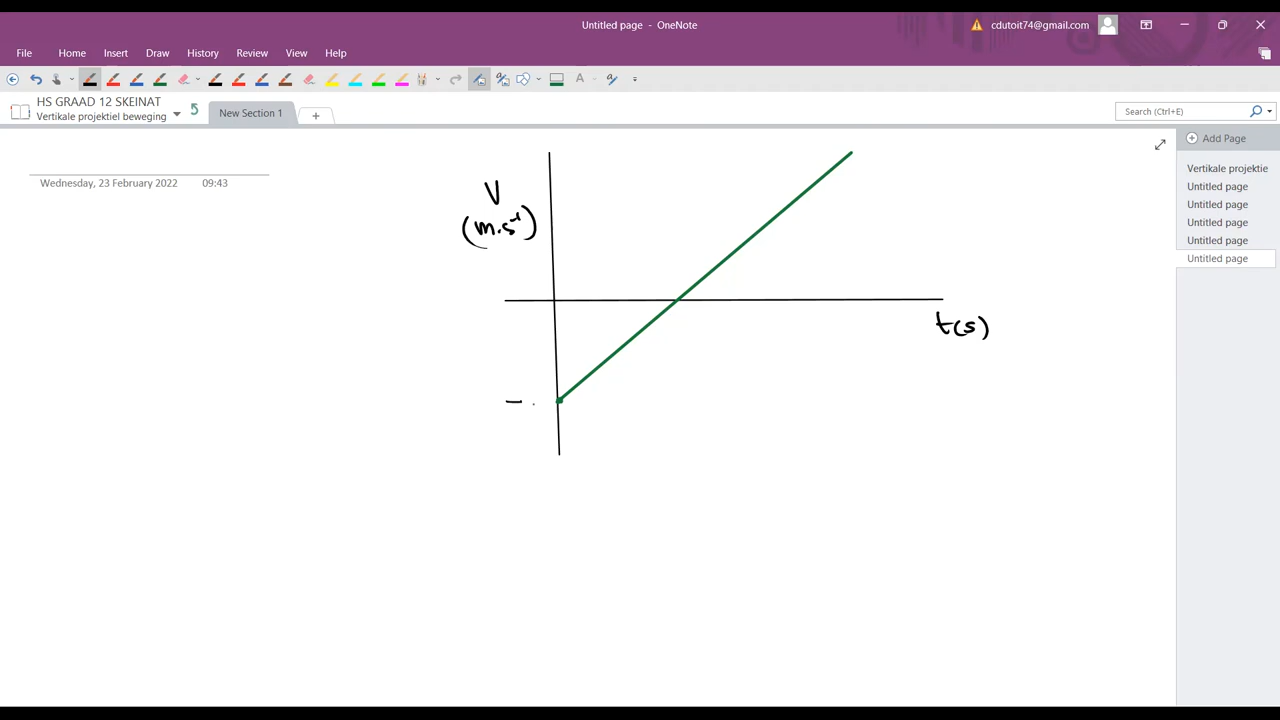 Untitled page - OneNote
cdutoit74@gmail.com
File Home Insert Draw History Review View Help
HS GRAAD 12 SKEINAT
Vertikale projektiel beweging
New Section 1
+
Search (Ctrl+E)
Add Page
Vertikale projektie
Untitled page
Untitled page
Untitled page
Untitled page
Untitled page
Wednesday, 23 February 2022 09:43
V
(m.s⁻¹)
t(s)
-